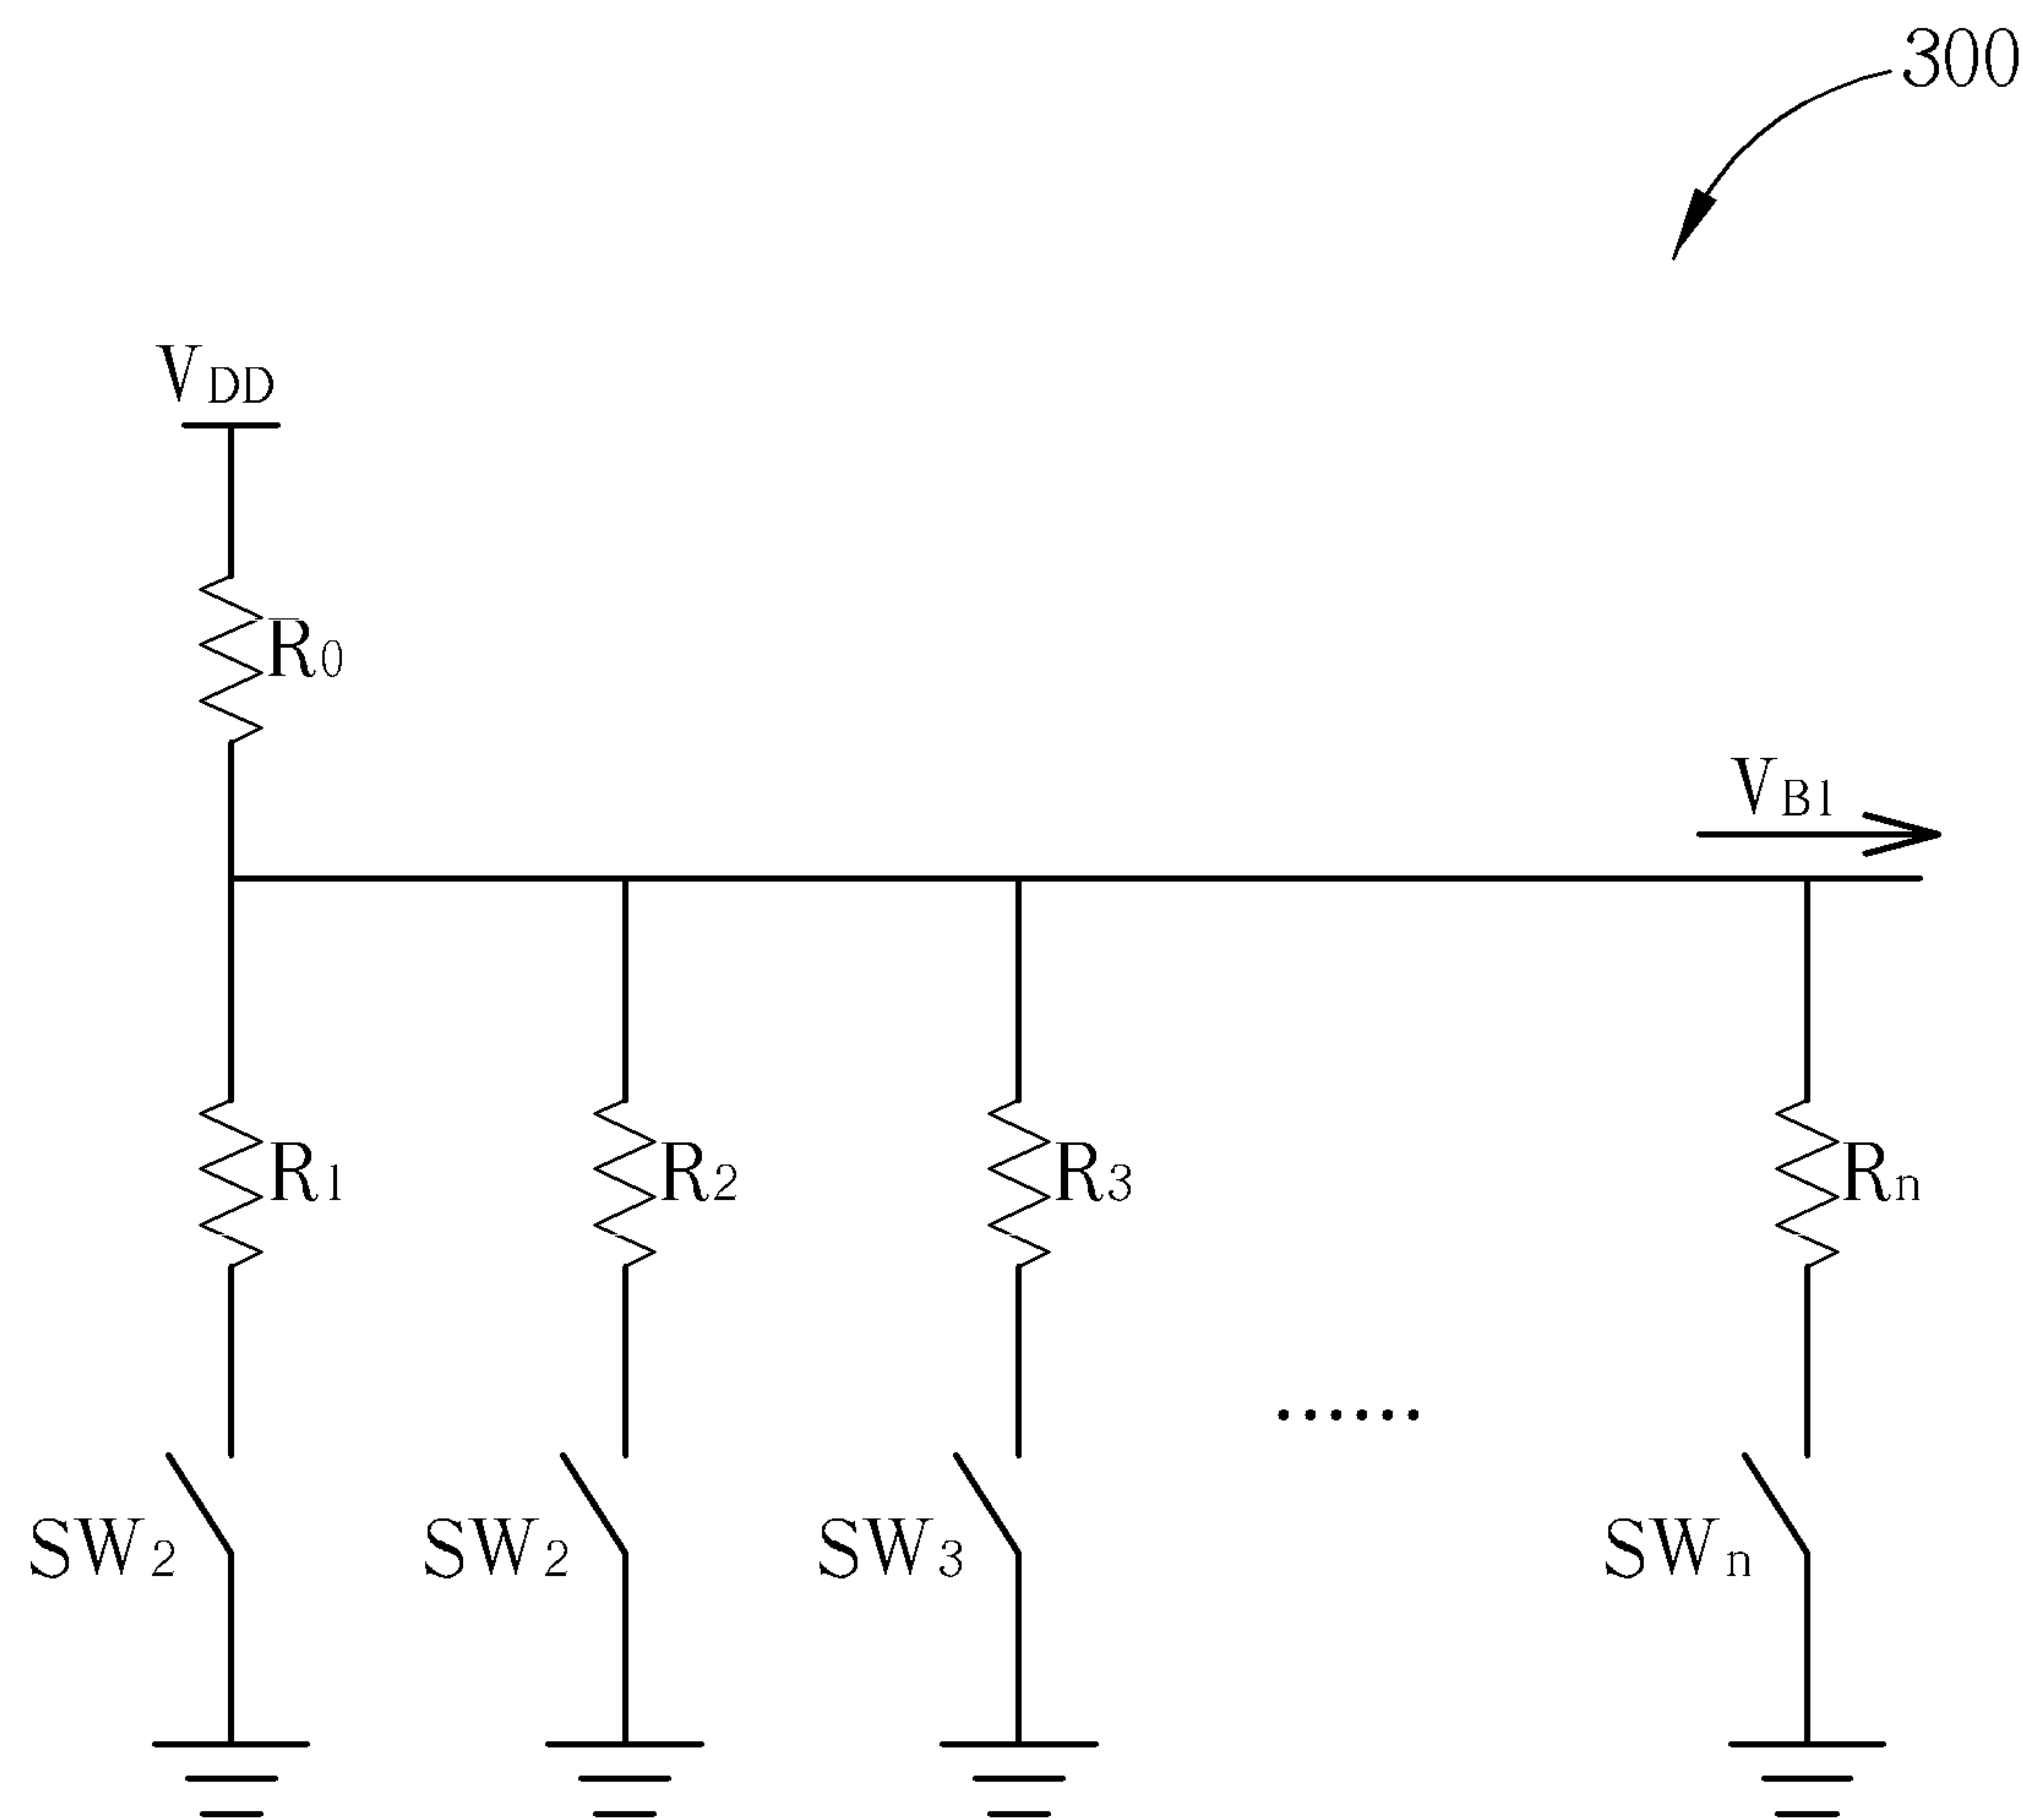 300
VDD
R0
VB1
R1 R2 R3 Rn
......
SW2 SW2 SW3 SWn